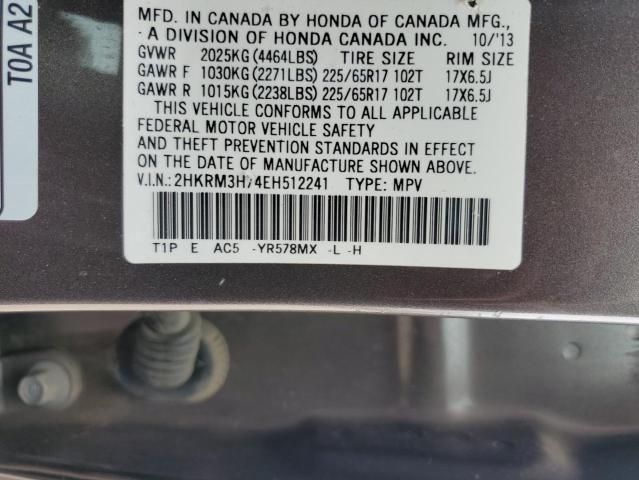 T0A A2
MFD. IN CANADA BY HONDA OF CANADA MFG.,
A DIVISION OF HONDA CANADA INC. 10/'13
GVWR 2025KG(4464LBS) TIRE SIZE RIM SIZE
GAWR F 1030KG(2271LBS)225/65R17 102T 17X6.5J
GAWR R 1015KG(2238LBS)225/65R17 102T 17X6.5J
THIS VEHICLE CONFORMS TO ALL APPLICABLE
FEDERAL MOTOR VEHICLE SAFETY
AND THEFT PREVENTION STANDARDS IN EFFECT
ON THE DATE OF MANUFACTURE SHOWN ABOVE.
V.I.N.: 2HKRM3H74EH512241 TYPE: MPV
T1P E AC5 -YR578MX -L -H